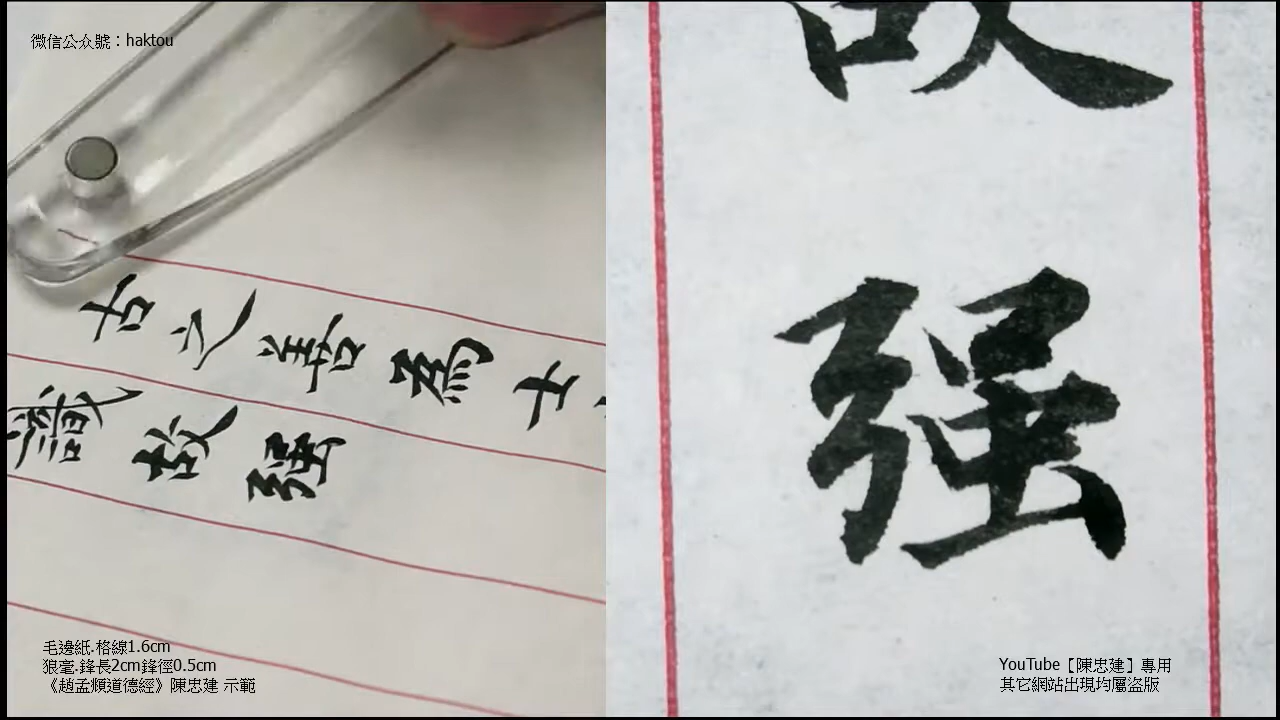 微信公众號：haktou
古之善為士
識故強
故
强
毛邊紙.格線1.6cm
狼毫.鋒長2cm鋒徑0.5cm
《趙孟頫道德經》陳忠建 示範
YouTube［陳忠建］專用
其它網站出現均屬盜版